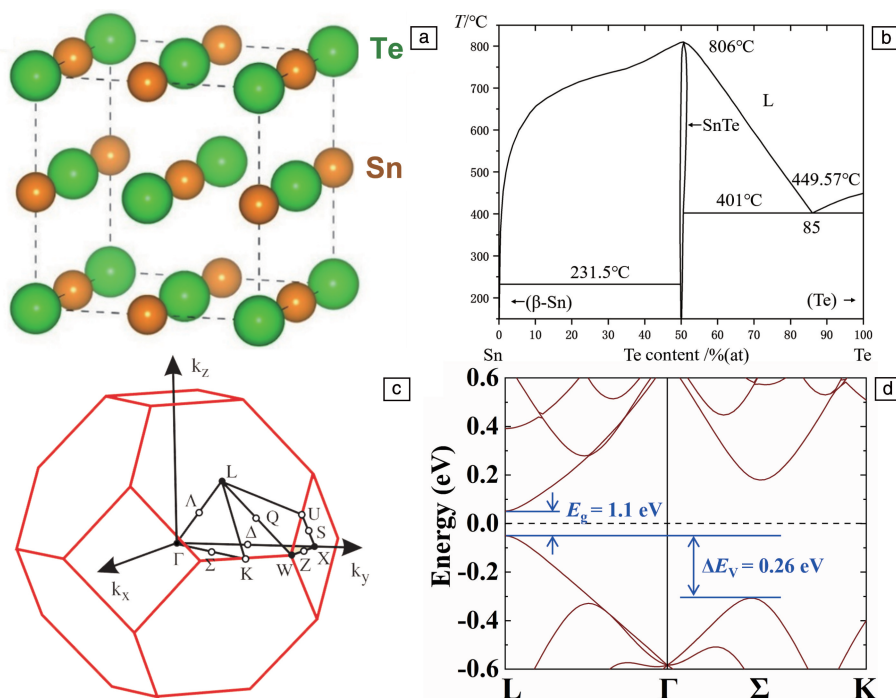 a
Te
Sn
b
T/°C
800
700
600
500
400
300
200
806℃
L
←SnTe
449.57℃
401℃
85
231.5℃
←(β-Sn)
(Te) →
0 10 20 30 40 50 60 70 80 90 100
Sn Te content /%(at) Te
c
k_z
L
Λ
U
Q
S
Δ
Γ
X
Σ
W
Z
K
k_x
k_y
d
0.6
0.4
0.2
0.0
-0.2
-0.4
-0.6
Energy (eV)
E_g = 1.1 eV
ΔE_V = 0.26 eV
L Γ Σ K